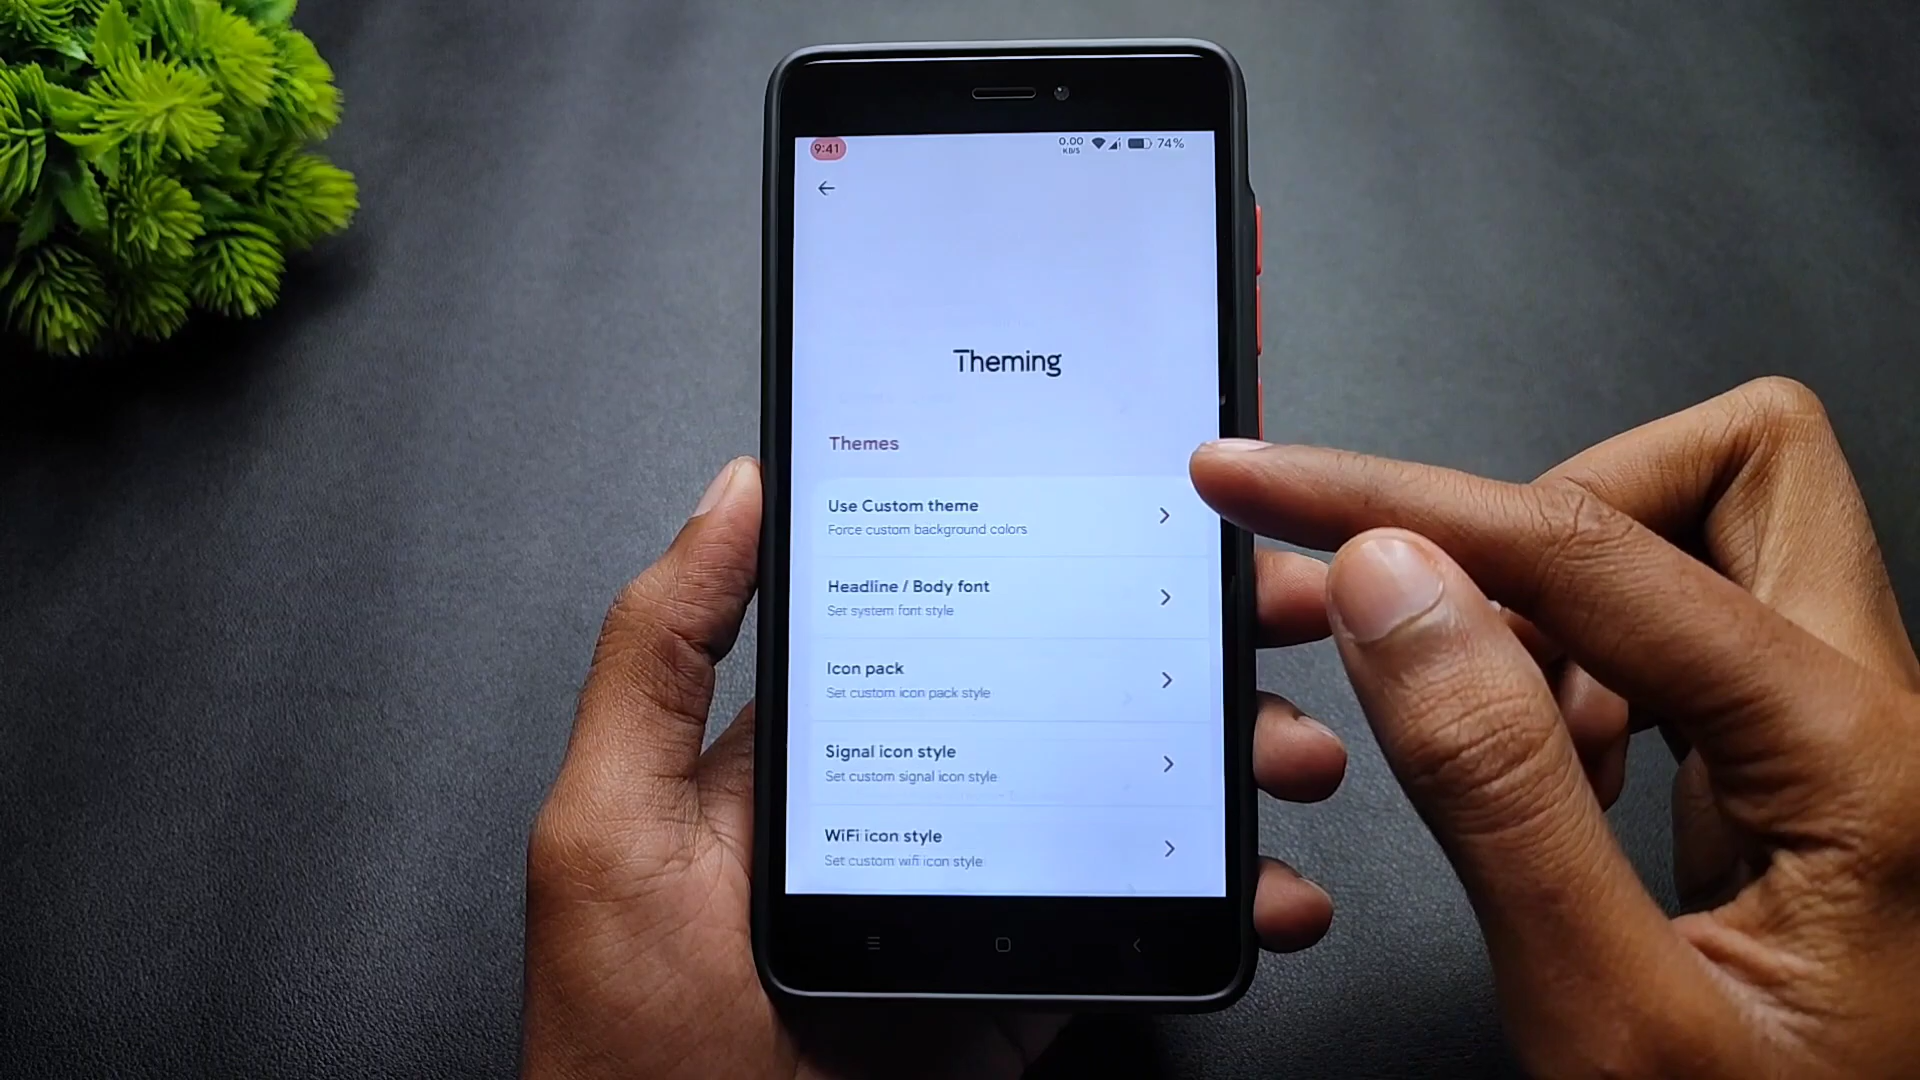 9:41
0.00
KB/S
74%
Theming
Themes
Use Custom theme
Force custom background colors
Headline / Body font
Set system font style
Icon pack
Set custom icon pack style
Signal icon style
Set custom signal icon style
WiFi icon style
Set custom wifi icon style